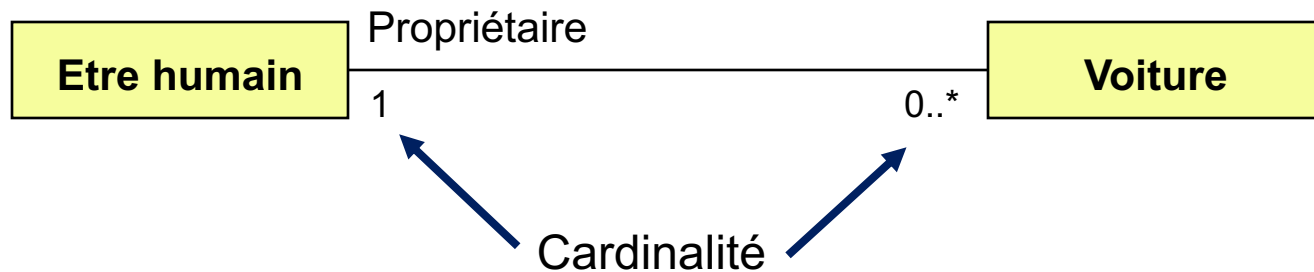 Propriétaire
Etre humain
Voiture
1
0..*
Cardinalité